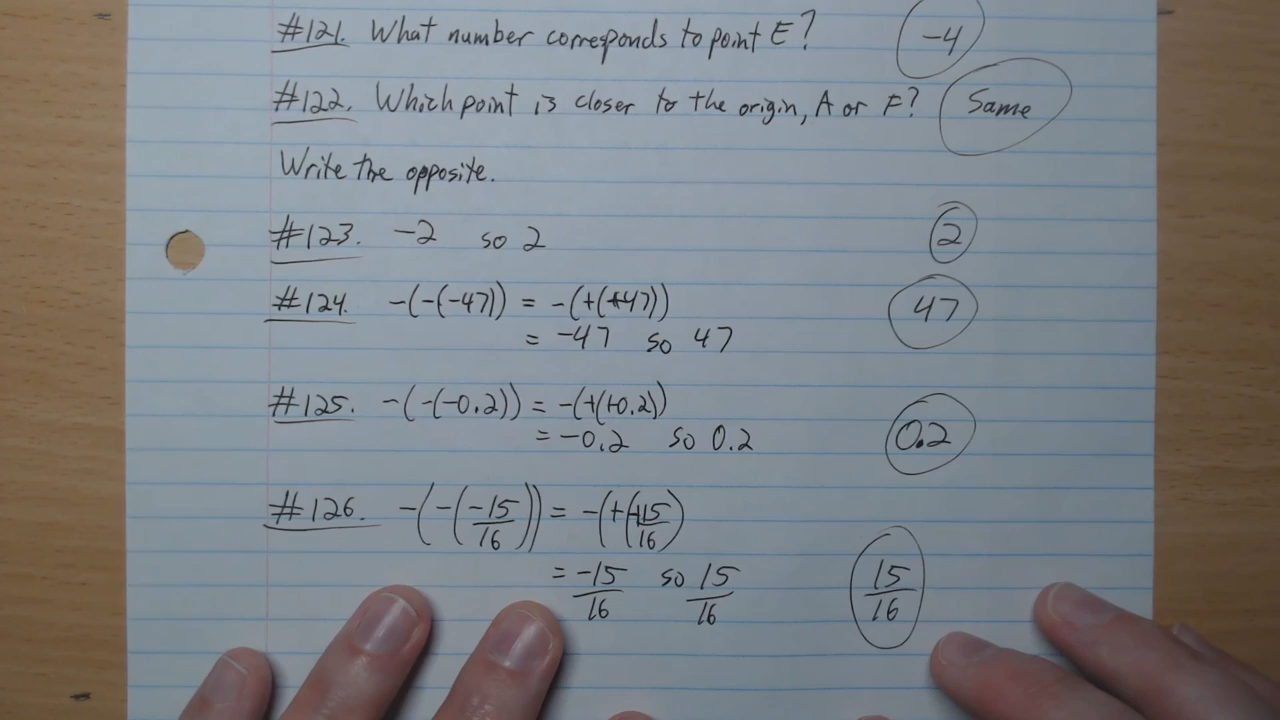 #121. What number corresponds to point E? -4
#122. Which point is closer to the origin, A or F? Same
Write the opposite.
#123. -2 so 2 2
#124. -(-(-47)) = -(+(+47)) 47
= -47 so 47
#125. -(-(-0.2)) = -(+(+0.2))
= -0.2 so 0.2 0.2
#126. -(-(-15/16)) = -(+(+15/16)
= -15/16 so 15/16 15/16